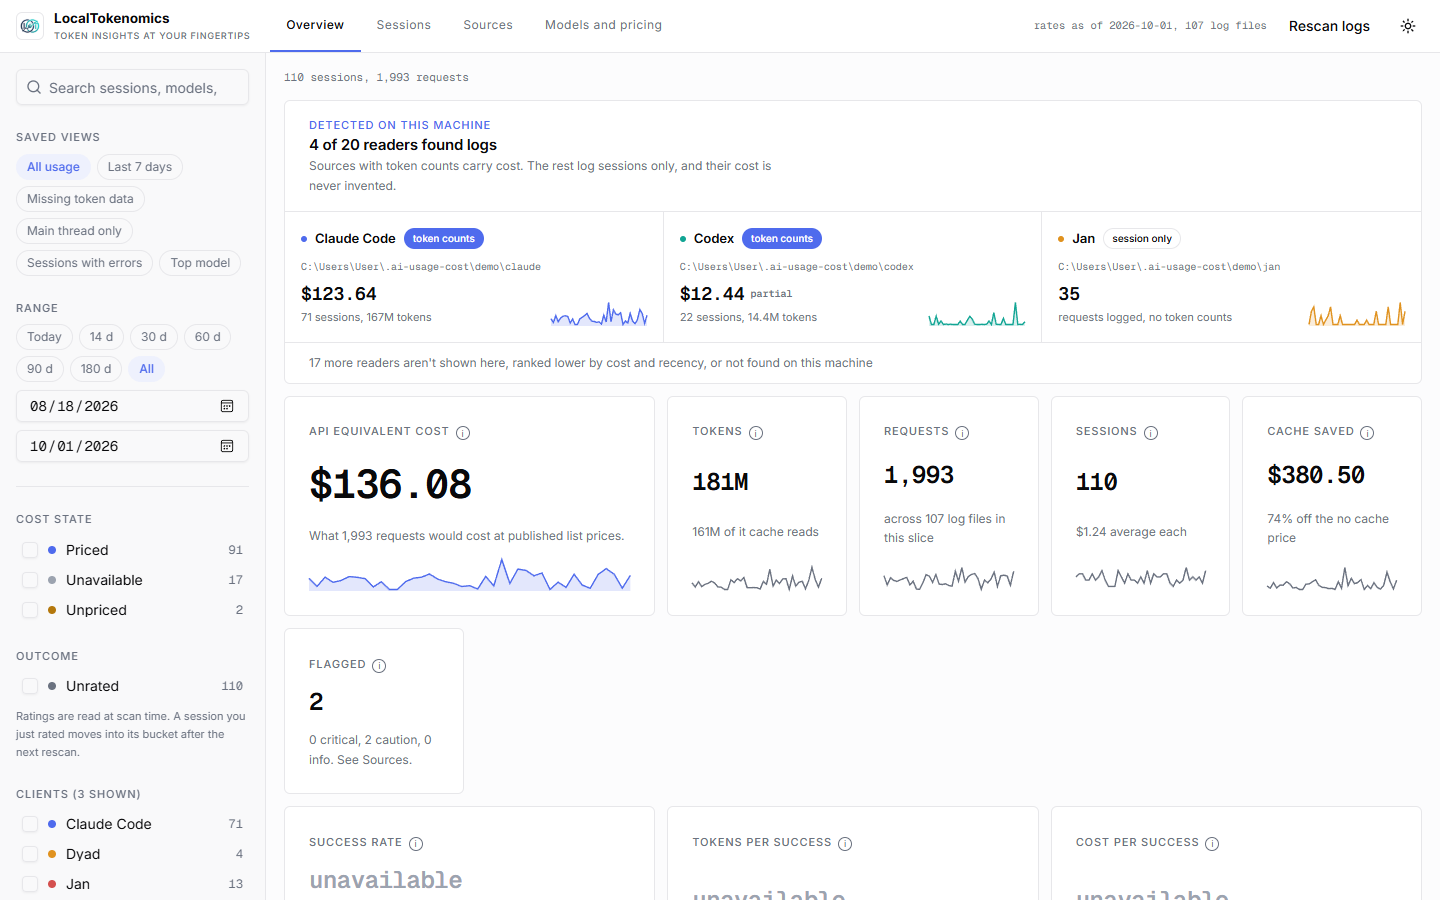 LocalTokenomics
TOKEN INSIGHTS AT YOUR FINGERTIPS
Overview
Sessions
Sources
Models and pricing
rates as of 2026-10-01, 107 log files
Rescan logs
Search sessions, models,
SAVED VIEWS
All usage
Last 7 days
Missing token data
Main thread only
Sessions with errors
Top model
RANGE
Today
14 d
30 d
60 d
90 d
180 d
All
08/18/2026
10/01/2026
COST STATE
Priced 91
Unavailable 17
Unpriced 2
OUTCOME
Unrated 110
Ratings are read at scan time. A session you
just rated moves into its bucket after the
next rescan.
CLIENTS (3 SHOWN)
Claude Code 71
Dyad 4
Jan 13
110 sessions, 1,993 requests
DETECTED ON THIS MACHINE
4 of 20 readers found logs
Sources with token counts carry cost. The rest log sessions only, and their cost is
never invented.
Claude Code token counts
C:\Users\User\.ai-usage-cost\demo\claude
$123.64
71 sessions, 167M tokens
Codex token counts
C:\Users\User\.ai-usage-cost\demo\codex
$12.44 partial
22 sessions, 14.4M tokens
Jan session only
C:\Users\User\.ai-usage-cost\demo\jan
35
requests logged, no token counts
17 more readers aren't shown here, ranked lower by cost and recency, or not found on this machine
API EQUIVALENT COST
$136.08
What 1,993 requests would cost at published list prices.
TOKENS
181M
161M of it cache reads
REQUESTS
1,993
across 107 log files in
this slice
SESSIONS
110
$1.24 average each
CACHE SAVED
$380.50
74% off the no cache
price
FLAGGED
2
0 critical, 2 caution, 0
info. See Sources.
SUCCESS RATE
unavailable
TOKENS PER SUCCESS
unavailable
COST PER SUCCESS
unavailable